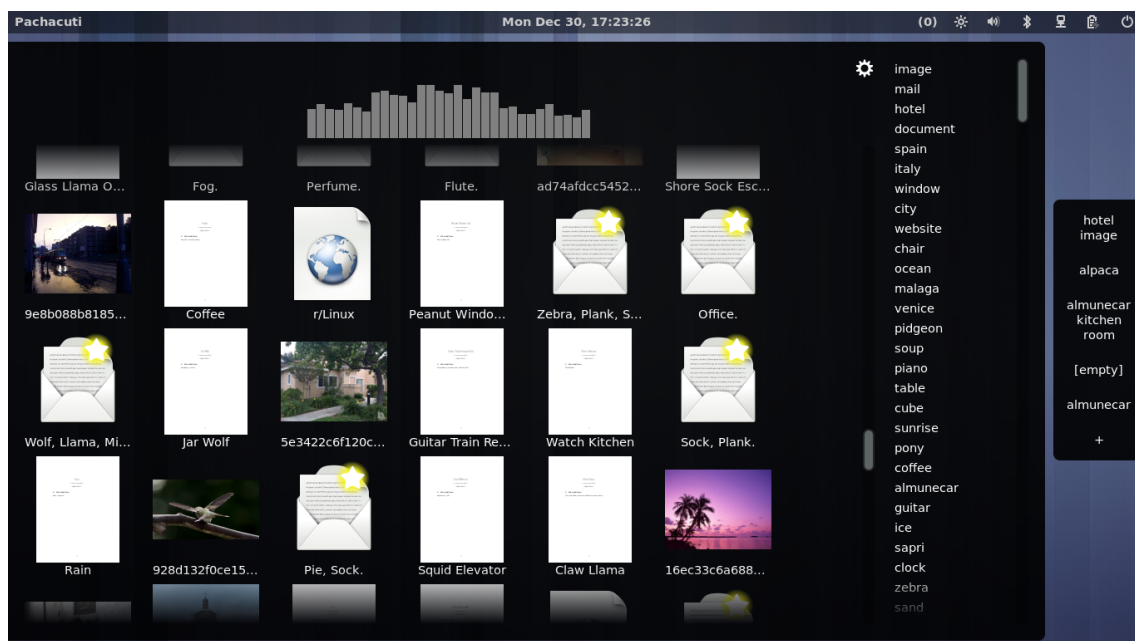 Pachacuti
Mon Dec 30, 17:23:26
(0)
Glass Llama O...
Fog.
Perfume.
Flute.
ad74afdcc5452...
Shore Sock Esc...
9e8b088b8185...
Coffee
r/Linux
Peanut Windo...
Zebra, Plank, S...
Office.
Wolf, Llama, Mi...
Jar Wolf
5e3422c6f120c...
Guitar Train Re...
Watch Kitchen
Sock, Plank.
Rain
928d132f0ce15...
Pie, Sock.
Squid Elevator
Claw Llama
16ec33c6a688...
image
mail
hotel
document
spain
italy
window
city
website
chair
ocean
malaga
venice
pidgeon
soup
piano
table
cube
sunrise
pony
coffee
almunecar
guitar
ice
sapri
clock
zebra
sand
hotel
image
alpaca
almunecar
kitchen
room
[empty]
almunecar
+